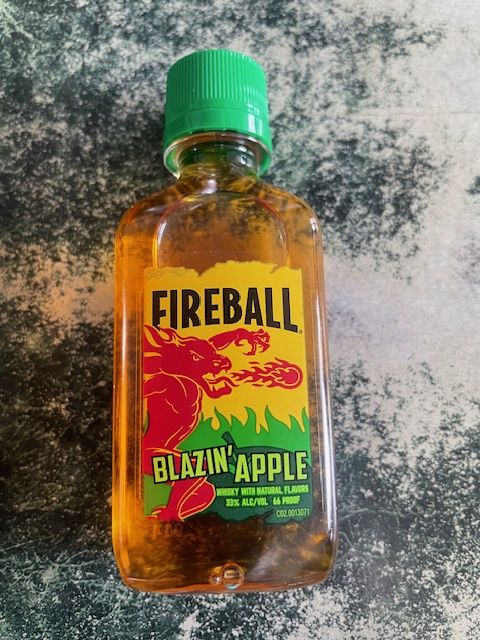 FIREBALL
BLAZIN' APPLE
WHISKY WITH NATURAL FLAVORS
33% ALC/VOL 66 PROOF
C02.0013071